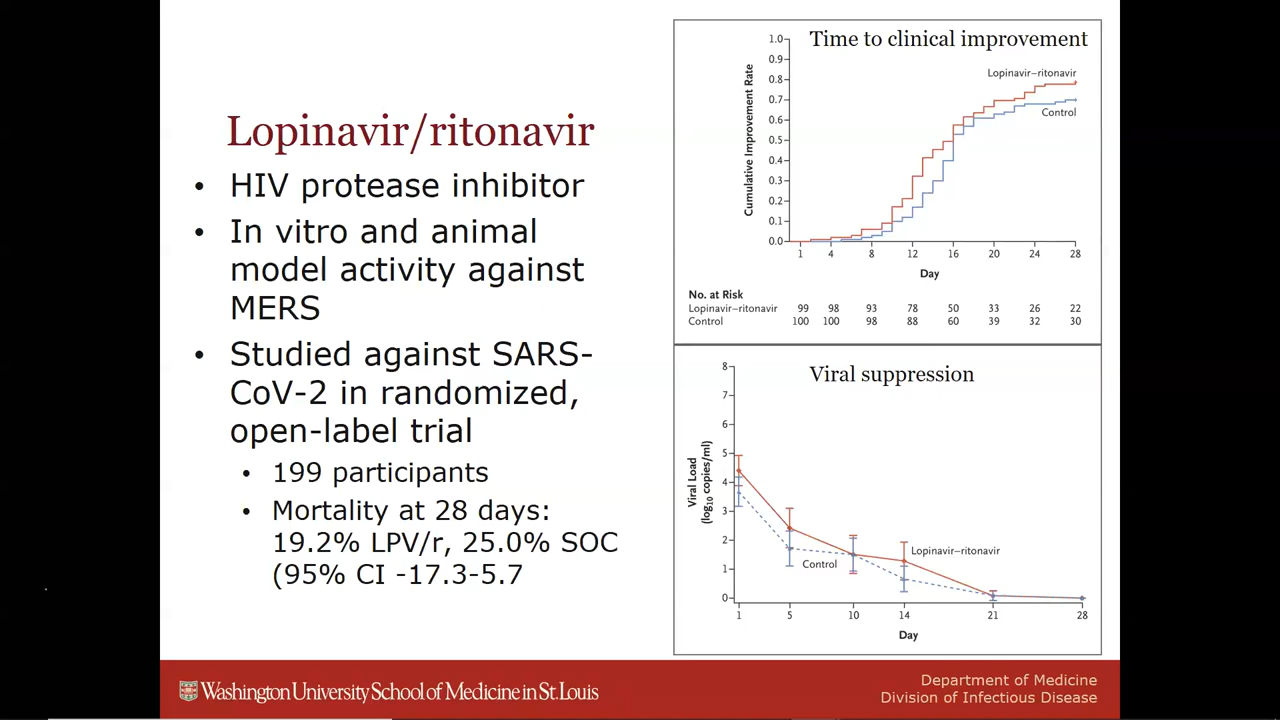 Lopinavir/ritonavir
• HIV protease inhibitor
• In vitro and animal
model activity against
MERS
• Studied against SARS-
CoV-2 in randomized,
open-label trial
• 199 participants
• Mortality at 28 days:
19.2% LPV/r, 25.0% SOC
(95% CI -17.3-5.7
Time to clinical improvement
Cumulative Improvement Rate
1.0
0.9
0.8
0.7
0.6
0.5
0.4
0.3
0.2
0.1
0.0
Lopinavir–ritonavir
Control
1 4 8 12 16 20 24 28
Day
No. at Risk
Lopinavir–ritonavir 99 98 93 78 50 33 26 22
Control 100 100 98 88 60 39 32 30
Viral suppression
Viral Load
(log10 copies/ml)
8
7
6
5
4
3
2
1
0
Lopinavir–ritonavir
Control
1 5 10 14 21 28
Day
Washington University School of Medicine in St. Louis
Department of Medicine
Division of Infectious Disease